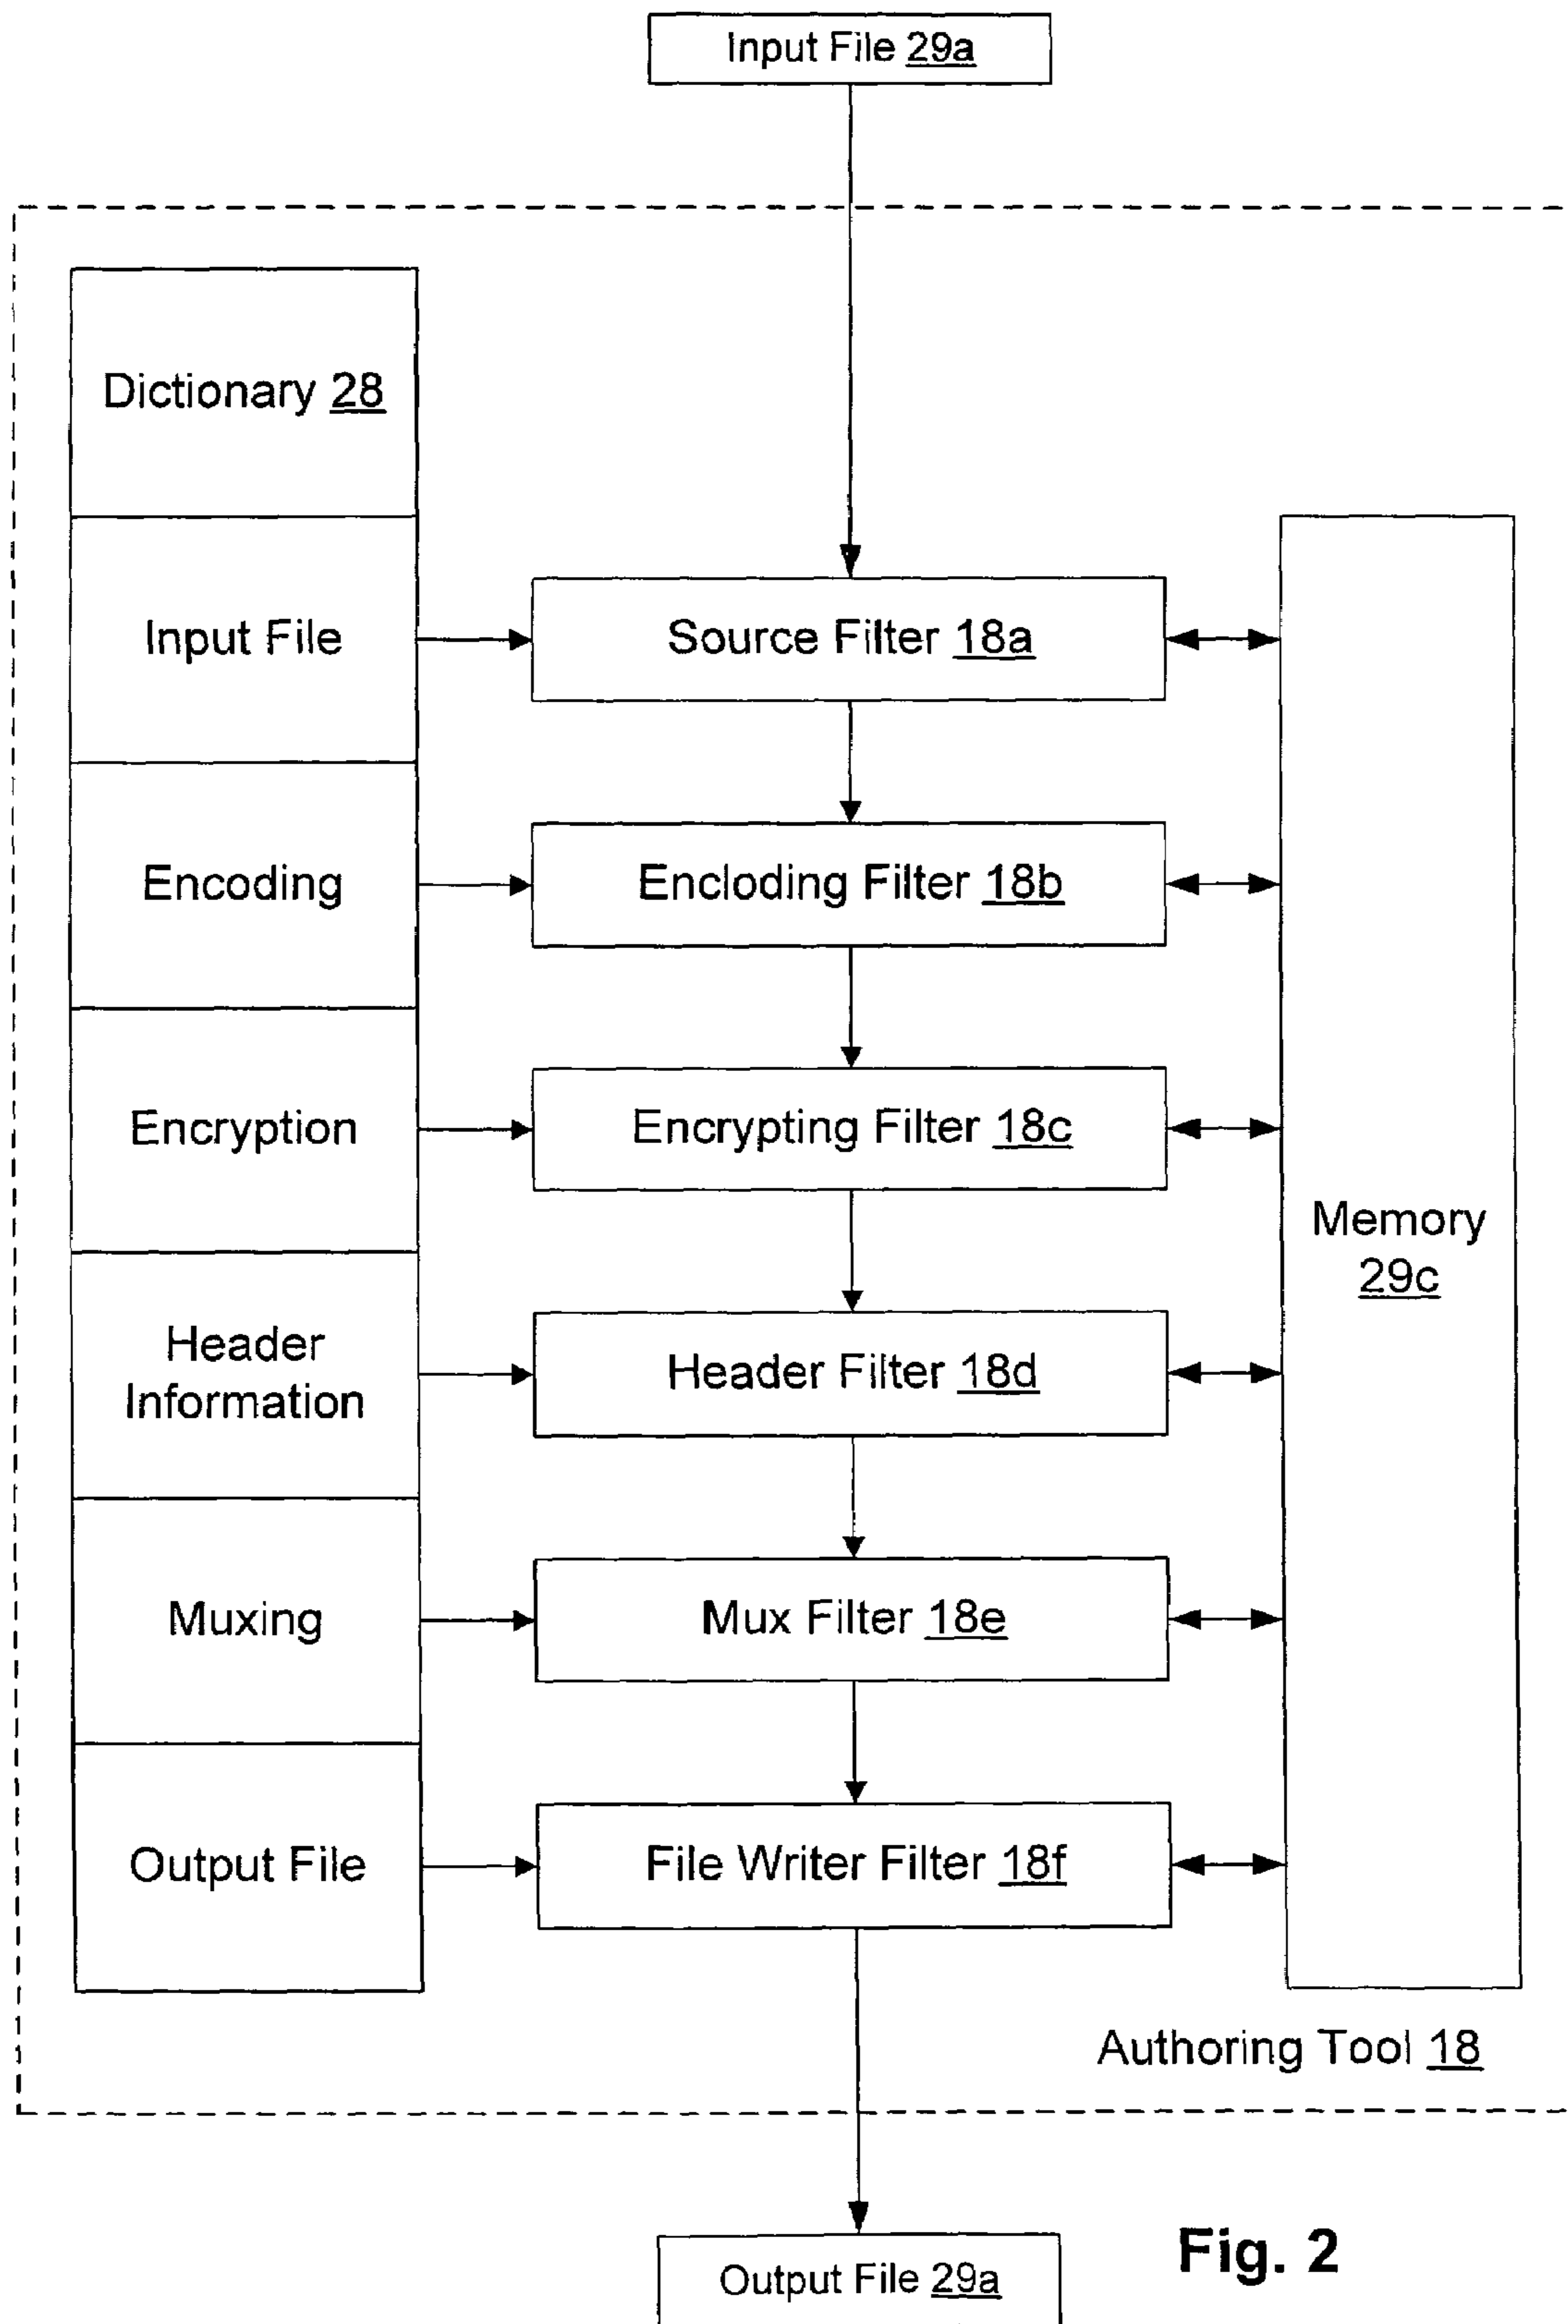 Input File 29a
Dictionary 28
Input File
Source Filter 18a
Encoding
Encloding Filter 18b
Encryption
Encrypting Filter 18c
Memory
29c
Header
Information
Header Filter 18d
Muxing
Mux Filter 18e
Output File
File Writer Filter 18f
Authoring Tool 18
Output File 29a
Fig. 2